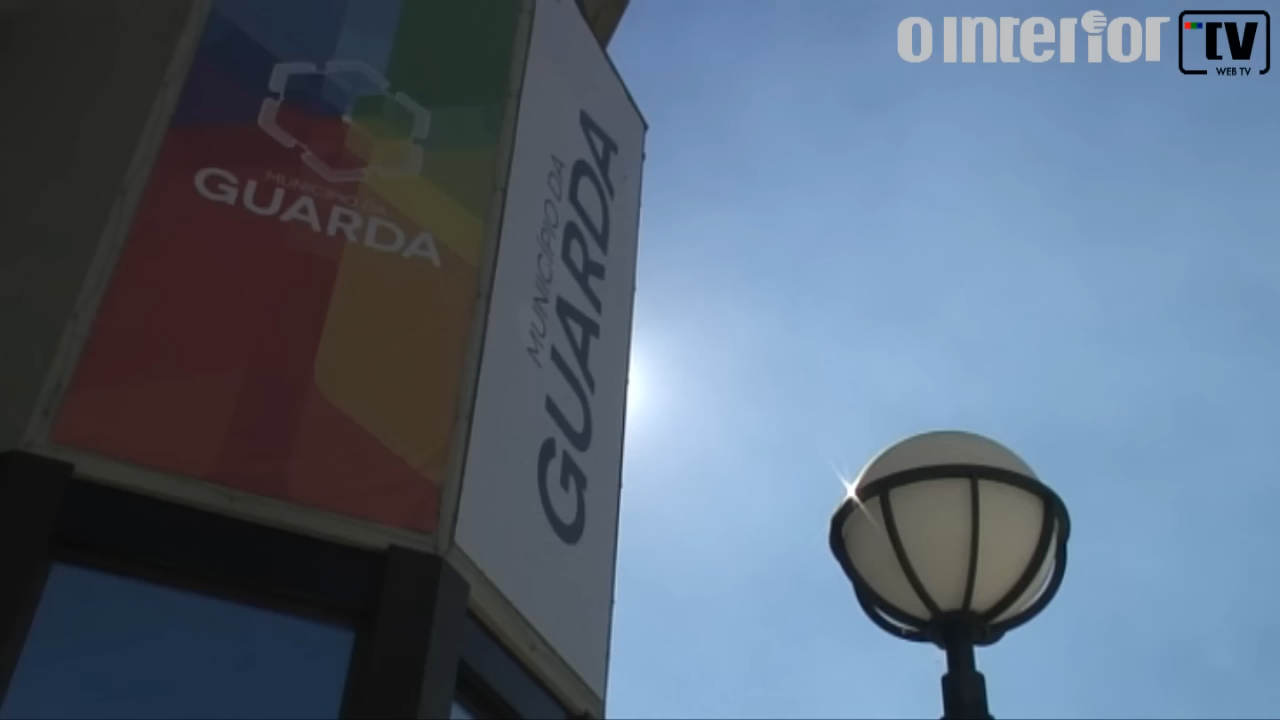 O INTERIOR
TV
WEB TV
MUNICÍPIO DA
GUARDA
MUNICÍPIO DA
GUARDA